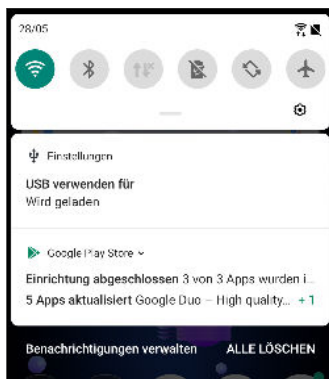 28/05
Einstellungen
USB verwenden für
Wird geladen
Google Play Store
Einrichtung abgeschlossen 3 von 3 Apps wurden i...
5 Apps aktualisiert Google Duo – High quality... + 1
Benachrichtigungen verwalten ALLE LÖSCHEN